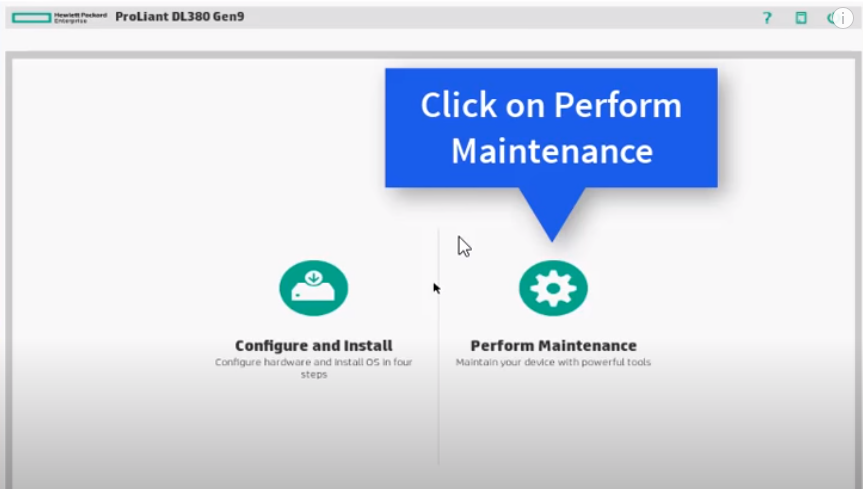 Hewlett Packard
Enterprise
ProLiant DL380 Gen9
?
i
Click on Perform
Maintenance
Configure and Install
Configure hardware and install OS in four
steps
Perform Maintenance
Maintain your device with powerful tools